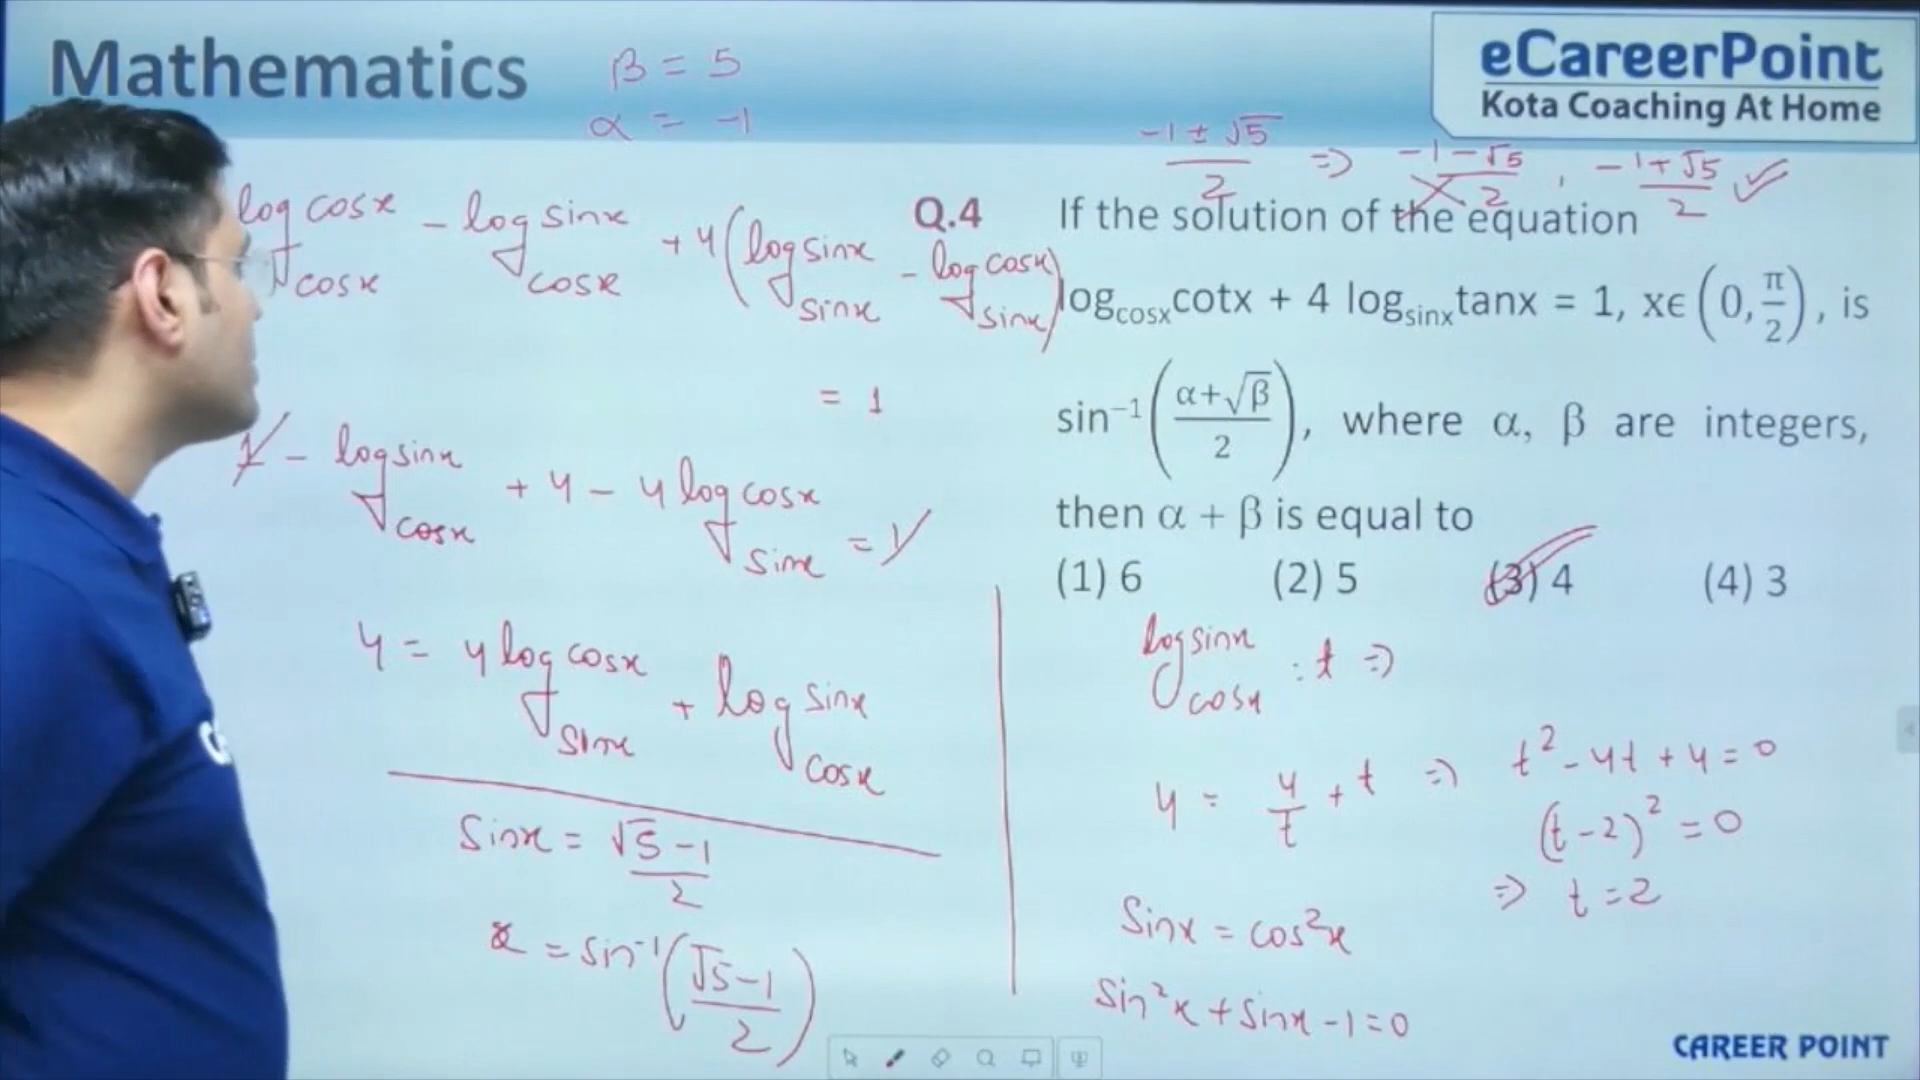 Mathematics
β = 5
α = -1
eCareerPoint
Kota Coaching At Home
(-1 ± √5)/2 ⇒ (-1-√5)/2 , (-1+√5)/2 ✓
Q.4 If the solution of the equation
log_cosx cotx + 4 log_sinx tanx = 1, xϵ (0, π/2), is
sin⁻¹((α+√β)/2), where α, β are integers,
then α + β is equal to
(1) 6 (2) 5 (3) 4 (4) 3
log_cosx cosx - log_cosx sinx + 4(log_sinx sinx - log_sinx cosx)
= 1
1 - log_cosx sinx + 4 - 4 log_sinx cosx = 1
4 = 4 log_sinx cosx + log_cosx sinx
sinx = (√5-1)/2
x = sin⁻¹((√5-1)/2)
log_cosx sinx : t ⇒
4 = 4/t + t ⇒ t² - 4t + 4 = 0
(t-2)² = 0
⇒ t = 2
sinx = cos²x
sin²x + sinx - 1 = 0
CAREER POINT